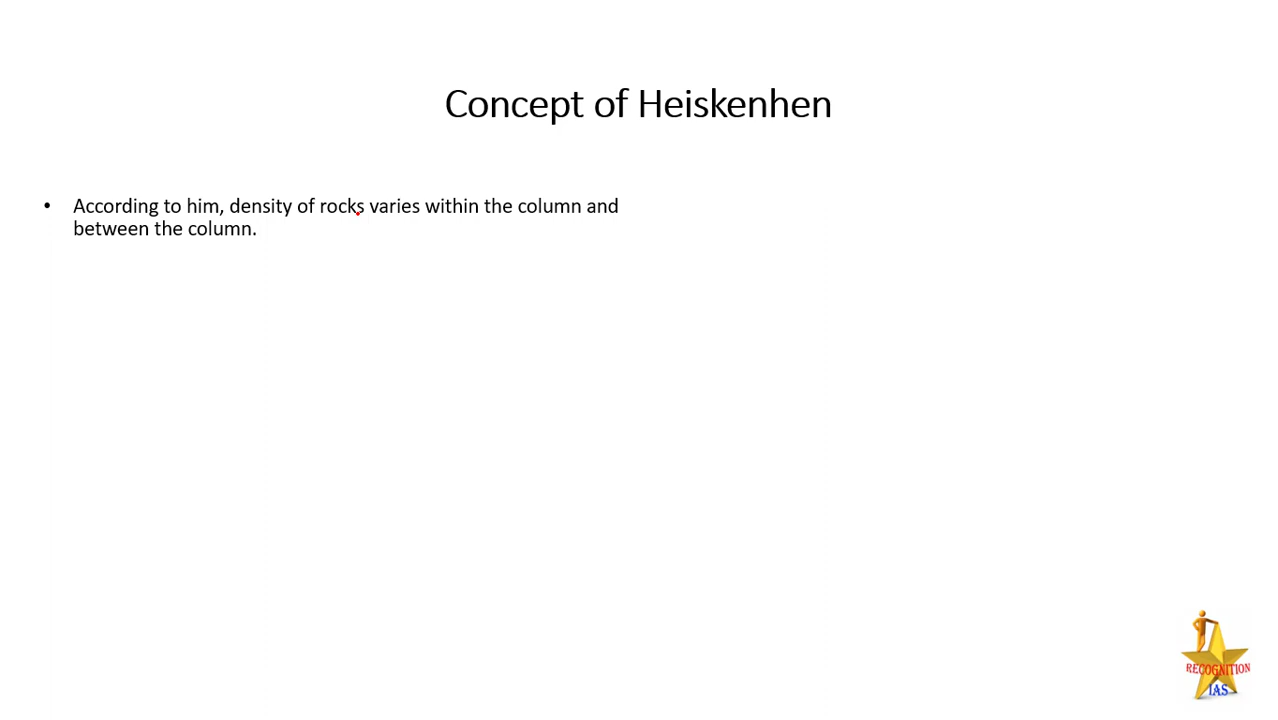 Concept of Heiskenhen
• According to him, density of rocks varies within the column and
between the column.
RECOGNITION
IAS